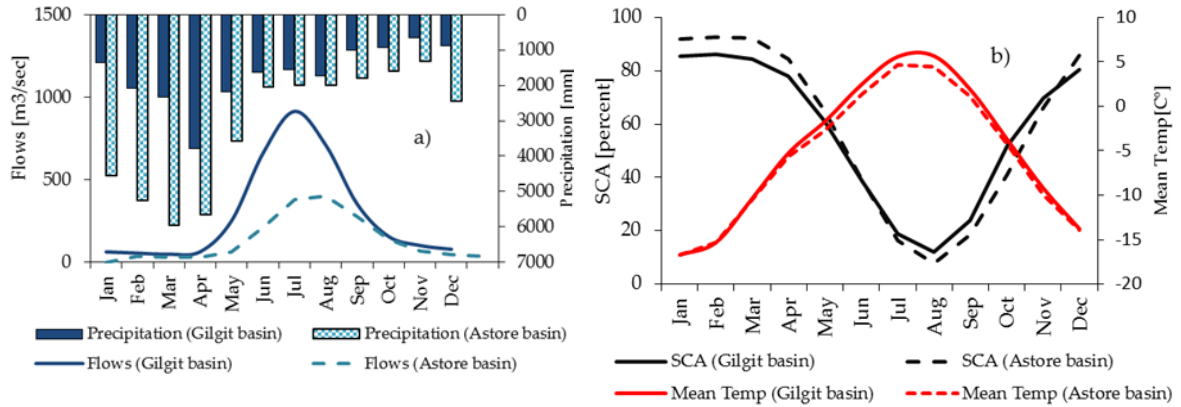 1500
1000
500
0
Flows [m3/sec]
0
1000
2000
3000
4000
5000
6000
7000
Precipitation [mm]
a)
Jan
Feb
Mar
Apr
May
Jun
Jul
Aug
Sep
Oct
Nov
Dec
Precipitation (Gilgit basin)
Precipitation (Astore basin)
Flows (Gilgit basin)
Flows (Astore basin)
100
80
60
40
20
0
SCA [percent]
10
5
0
-5
-10
-15
-20
Mean Temp [C°]
b)
Jan
Feb
Mar
Apr
May
Jun
Jul
Aug
Sep
Oct
Nov
Dec
SCA (Gilgit basin)
SCA (Astore basin)
Mean Temp (Gilgit basin)
Mean Temp (Astore basin)